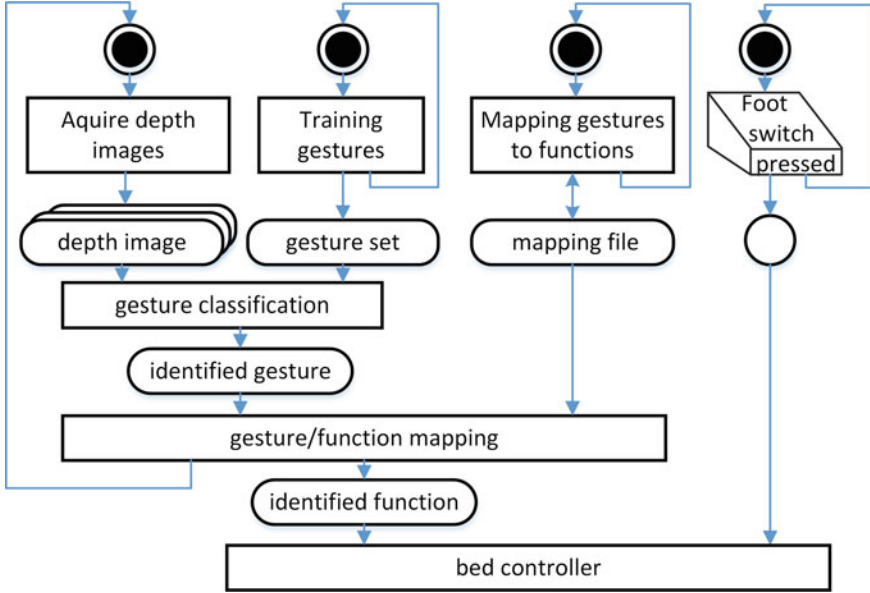 Aquire depth
images
Training
gestures
Mapping gestures
to functions
Foot
switch
pressed
depth image
gesture set
mapping file
gesture classification
identified gesture
gesture/function mapping
identified function
bed controller